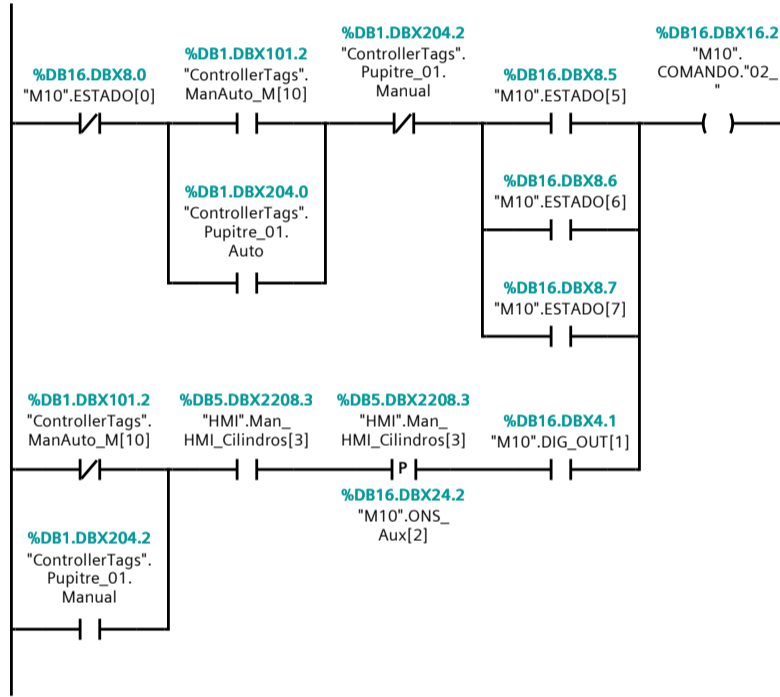 %DB16.DBX8.0
"M10".ESTADO[0]
%DB1.DBX101.2
"ControllerTags".
ManAuto_M[10]
%DB1.DBX204.2
"ControllerTags".
Pupitre_01.
Manual
%DB16.DBX8.5
"M10".ESTADO[5]
%DB16.DBX16.2
"M10".
COMANDO."02_
"
%DB1.DBX204.0
"ControllerTags".
Pupitre_01.
Auto
%DB16.DBX8.6
"M10".ESTADO[6]
%DB16.DBX8.7
"M10".ESTADO[7]
%DB1.DBX101.2
"ControllerTags".
ManAuto_M[10]
%DB5.DBX2208.3
"HMI".Man_
HMI_Cilindros[3]
%DB5.DBX2208.3
"HMI".Man_
HMI_Cilindros[3]
P
%DB16.DBX24.2
"M10".ONS_
Aux[2]
%DB16.DBX4.1
"M10".DIG_OUT[1]
%DB1.DBX204.2
"ControllerTags".
Pupitre_01.
Manual